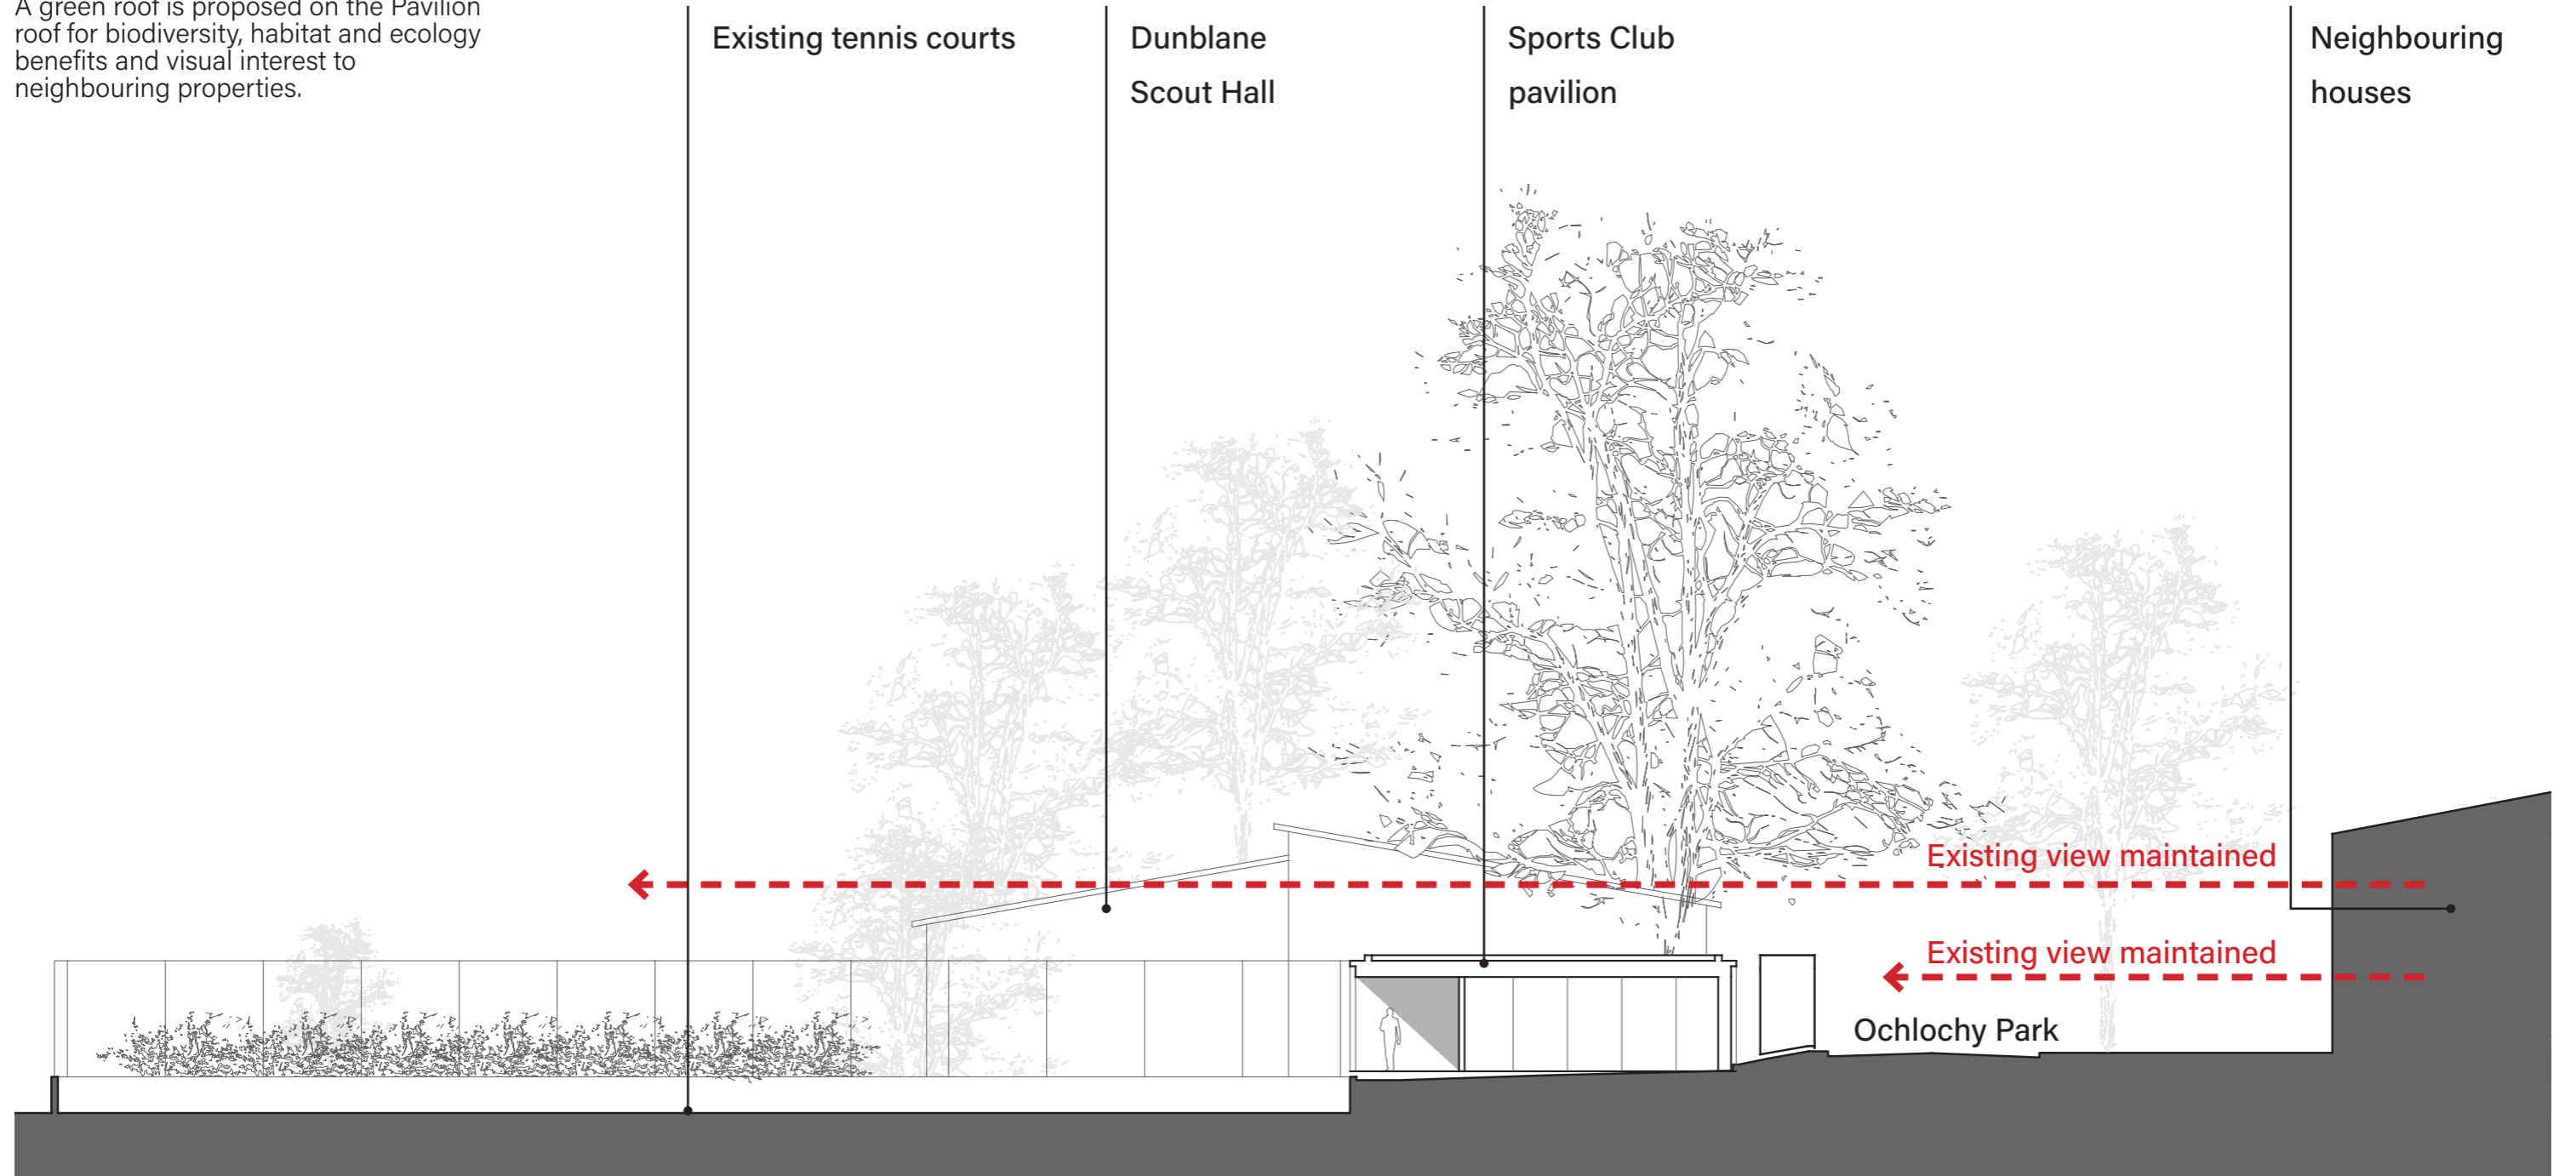 A green roof is proposed on the Pavilion
roof for biodiversity, habitat and ecology
benefits and visual interest to
neighbouring properties.
Existing tennis courts
Dunblane
Scout Hall
Sports Club
pavilion
Neighbouring
houses
Existing view maintained
Existing view maintained
Ochlochy Park